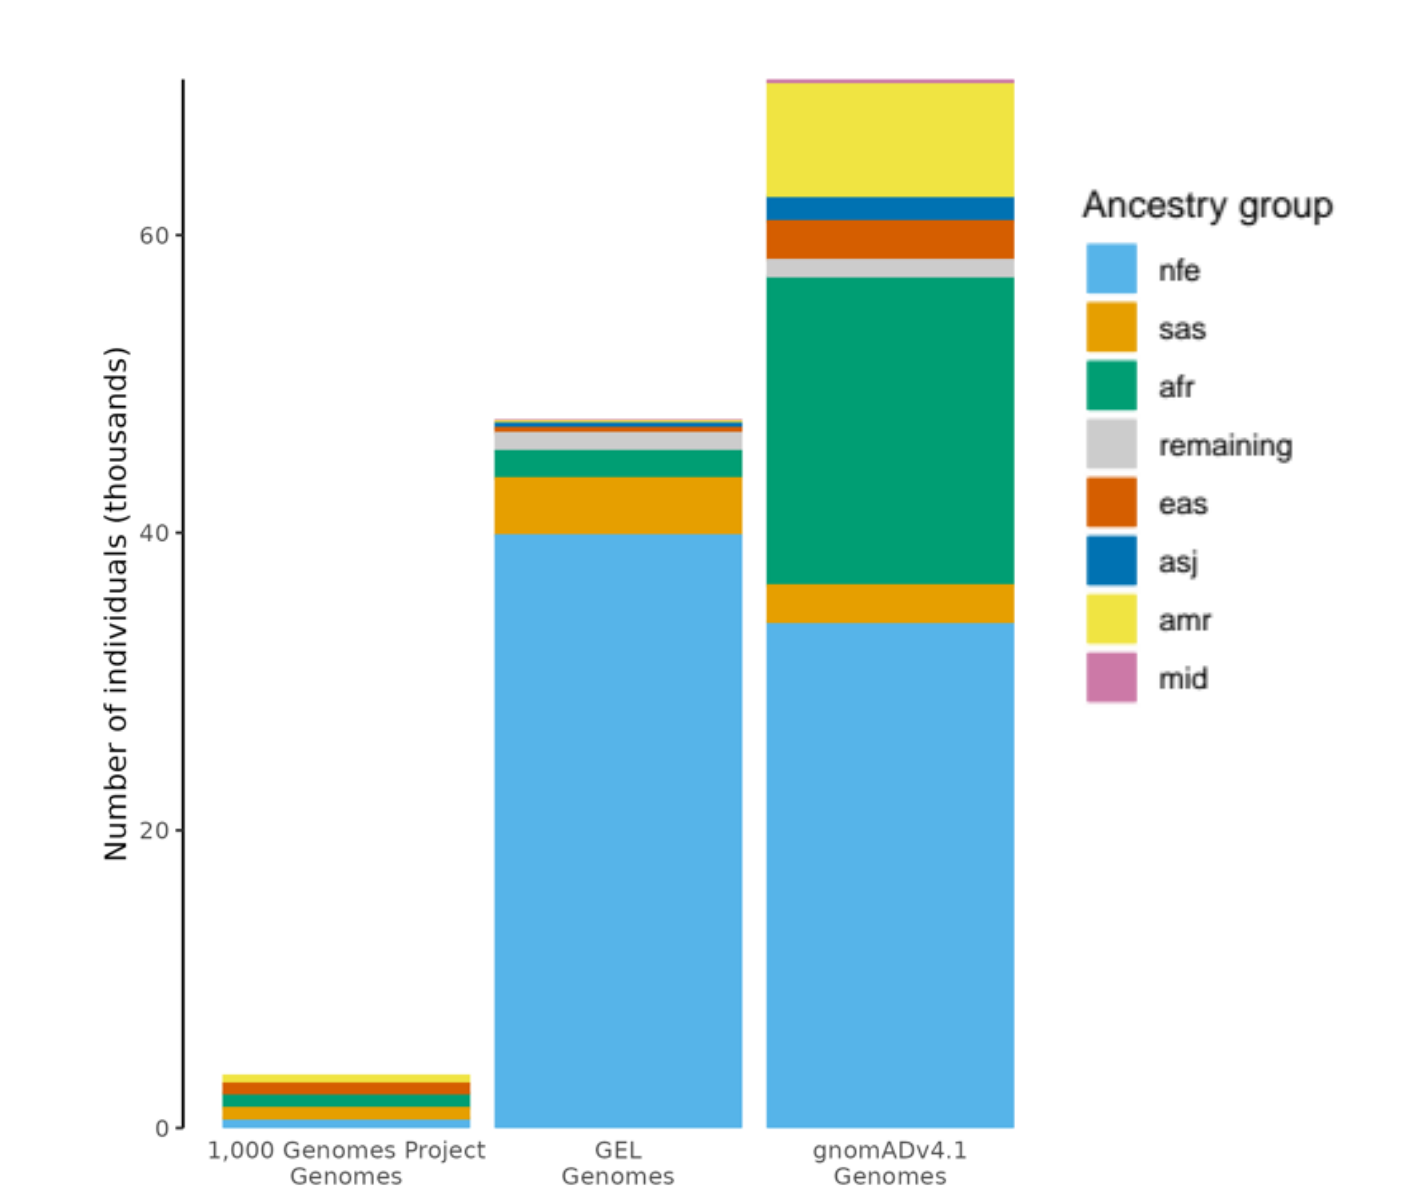 Number of individuals (thousands)
60
40
20
0
1,000 Genomes Project
Genomes
GEL
Genomes
gnomADv4.1
Genomes
Ancestry group
nfe
sas
afr
remaining
eas
asj
amr
mid